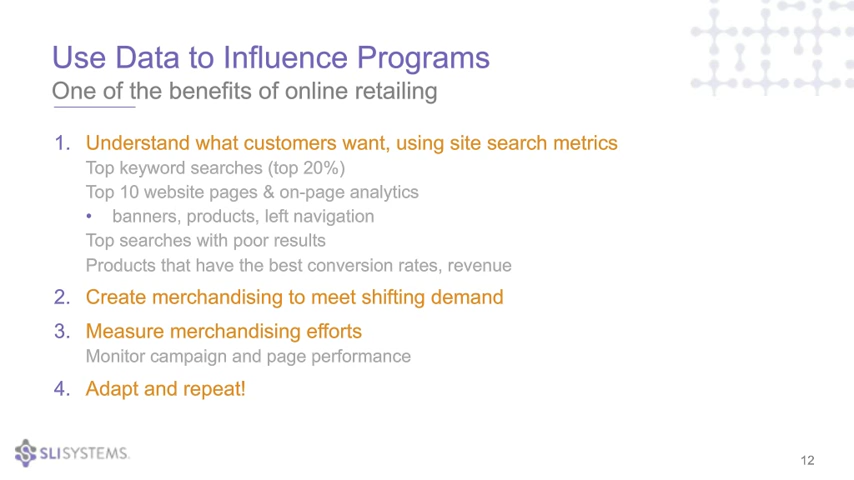 Use Data to Influence Programs
One of the benefits of online retailing
1. Understand what customers want, using site search metrics
Top keyword searches (top 20%)
Top 10 website pages & on-page analytics
• banners, products, left navigation
Top searches with poor results
Products that have the best conversion rates, revenue
2. Create merchandising to meet shifting demand
3. Measure merchandising efforts
Monitor campaign and page performance
4. Adapt and repeat!
SLISYSTEMS
12